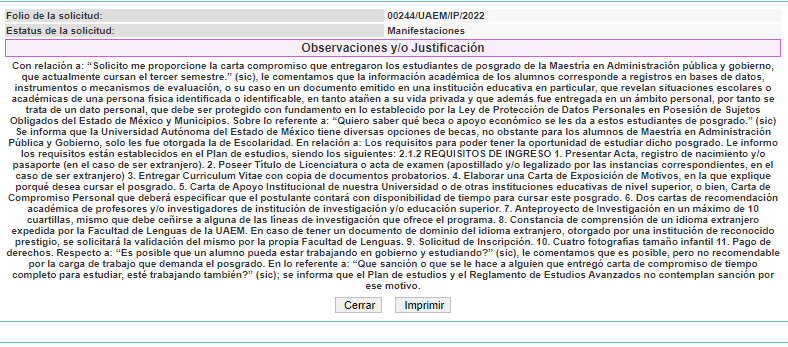 Folio de la solicitud: 00244/UAEM/IP/2022
Estatus de la solicitud: Manifestaciones
Observaciones y/o Justificación
Con relación a: “Solicito me proporcione la carta compromiso que entregaron los estudiantes de posgrado de la Maestría en Administración pública y gobierno,
que actualmente cursan el tercer semestre.” (sic), le comentamos que la información académica de los alumnos corresponde a registros en bases de datos,
instrumentos o mecanismos de evaluación, o su caso en un documento emitido en una institución educativa en particular, que revelan situaciones escolares o
académicas de una persona física identificada o identificable, en tanto atañen a su vida privada y que además fue entregada en un ámbito personal, por tanto se
trata de un dato personal, que debe ser protegido con fundamento en lo establecido por la Ley de Protección de Datos Personales en Posesión de Sujetos
Obligados del Estado de México y Municipios. Sobre lo referente a: “Quiero saber qué beca o apoyo económico se les da a estos estudiantes de posgrado.” (sic)
Se informa que la Universidad Autónoma del Estado de México tiene diversas opciones de becas, no obstante para los alumnos de Maestría en Administración
Pública y Gobierno, solo les fue otorgada la de Escolaridad. En relación a: Los requisitos para poder tener la oportunidad de estudiar dicho posgrado. Le informo
los requisitos están establecidos en el Plan de estudios, siendo los siguientes: 2.1.2 REQUISITOS DE INGRESO 1. Presentar Acta, registro de nacimiento y/o
pasaporte (en el caso de ser extranjero). 2. Poseer Título de Licenciatura o acta de examen (apostillado y/o legalizado por las instancias correspondientes, en el
caso de ser extranjero) 3. Entregar Curriculum Vitae con copia de documentos probatorios. 4. Elaborar una Carta de Exposición de Motivos, en la que explique
porqué desea cursar el posgrado. 5. Carta de Apoyo Institucional de nuestra Universidad o de otras instituciones educativas de nivel superior, o bien, Carta de
Compromiso Personal que deberá especificar que el postulante contará con disponibilidad de tiempo para cursar este posgrado. 6. Dos cartas de recomendación
académica de profesores y/o investigadores de institución de investigación y/o educación superior. 7. Anteproyecto de Investigación en un máximo de 10
cuartillas, mismo que debe ceñirse a alguna de las líneas de investigación que ofrece el programa. 8. Constancia de comprensión de un idioma extranjero
expedida por la Facultad de Lenguas de la UAEM. En caso de tener un documento de dominio del idioma extranjero, otorgado por una institución de reconocido
prestigio, se solicitará la validación del mismo por la propia Facultad de Lenguas. 9. Solicitud de Inscripción. 10. Cuatro fotografías tamaño infantil 11. Pago de
derechos. Respecto a: “Es posible que un alumno pueda estar trabajando en gobierno y estudiando?” (sic), le comentamos que es posible, pero no recomendable
por la carga de trabajo que demanda el posgrado. En lo referente a: “Que sanción o que se le hace a alguien que entregó carta de compromiso de tiempo
completo para estudiar, esté trabajando también?” (sic); se informa que el Plan de estudios y el Reglamento de Estudios Avanzados no contemplan sanción por
ese motivo.
Cerrar Imprimir